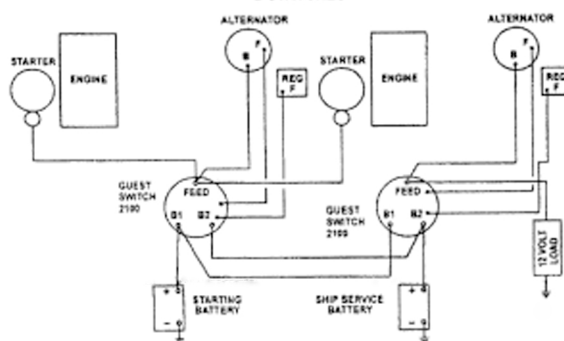 ALTERNATOR
F
B
STARTER
ENGINE
REG
F
STARTER
ENGINE
ALTERNATOR
F
B
REG
F
FEED
GUEST
SWITCH
2100
B1 B2
FEED
GUEST
SWITCH
2100
B1 B2
12 VOLT
LOAD
+
-
STARTING
BATTERY
SHIP SERVICE
BATTERY
+
-